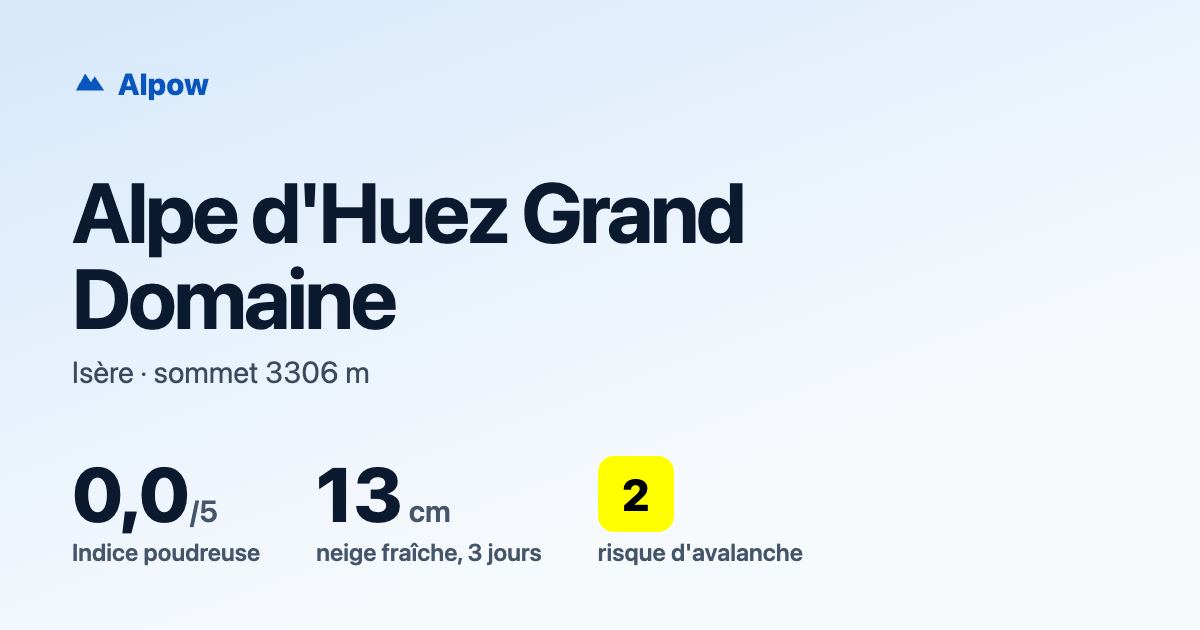 Alpow
Alpe d'Huez Grand
Domaine
Isère · sommet 3306 m
0,0/5
Indice poudreuse
13 cm
neige fraîche, 3 jours
2
risque d'avalanche